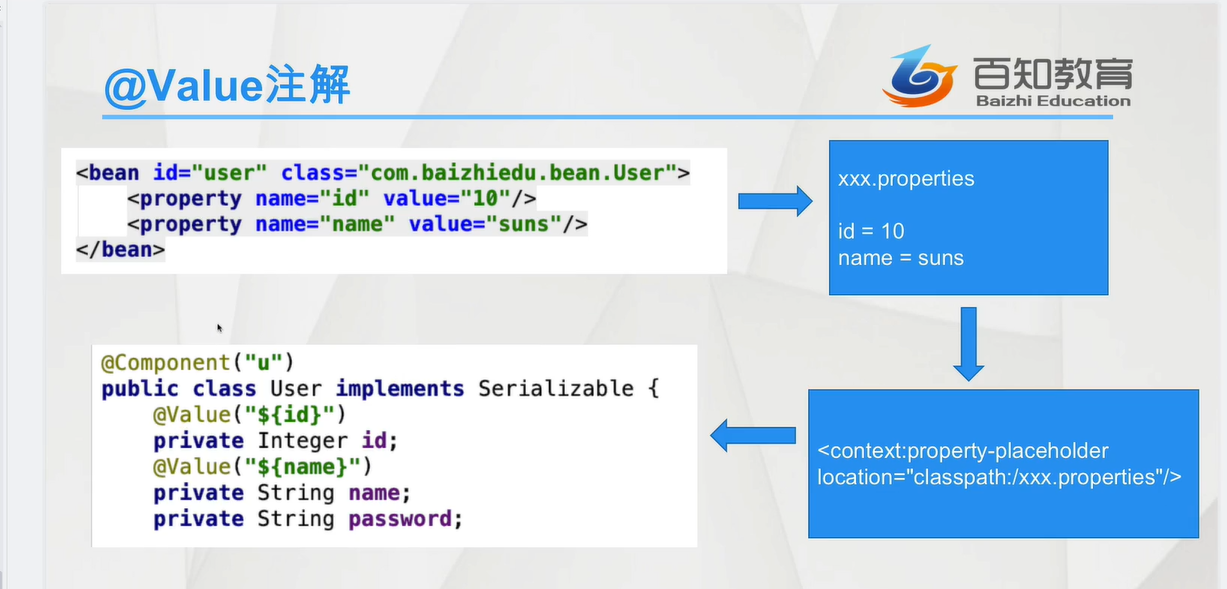 @Value注解
百知教育
Baizhi Education
<bean id="user" class="com.baizhiedu.bean.User">
    <property name="id" value="10"/>
    <property name="name" value="suns"/>
</bean>
xxx.properties
id = 10
name = suns
<context:property-placeholder
location="classpath:/xxx.properties"/>
@Component("u")
public class User implements Serializable {
    @Value("${id}")
    private Integer id;
    @Value("${name}")
    private String name;
    private String password;